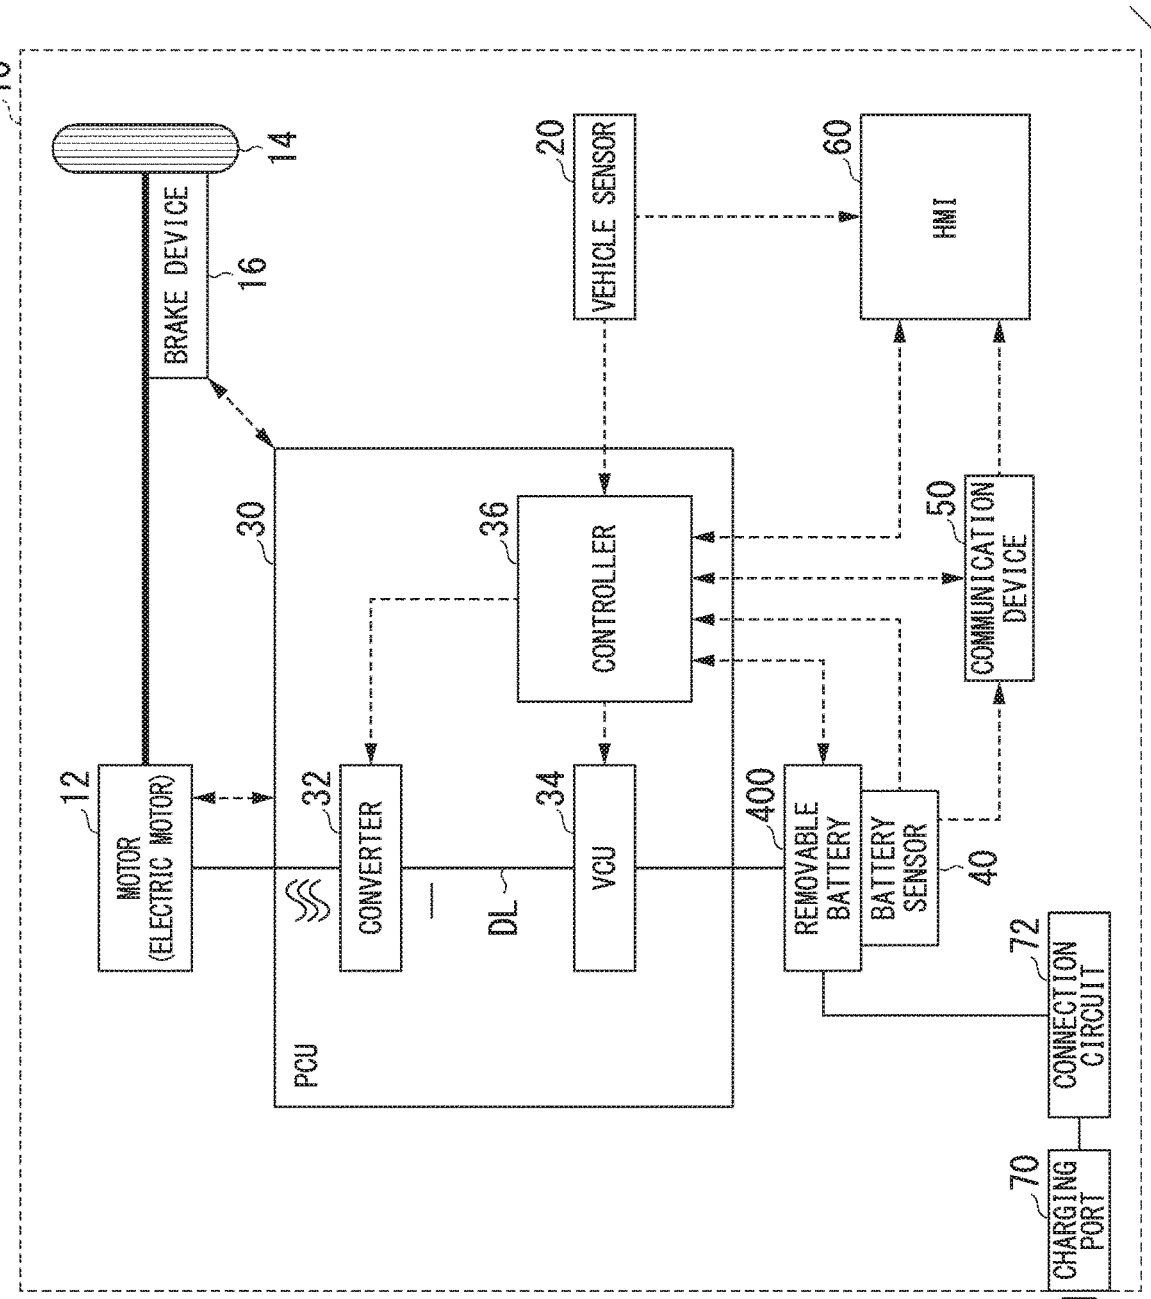 10
14
BRAKE DEVICE
16
20
VEHICLE SENSOR
60
HMI
30
36
CONTROLLER
50
COMMUNICATION
DEVICE
12
MOTOR
(ELECTRIC MOTOR)
32
CONVERTER
34
VCU
DL
PCU
400
REMOVABLE
BATTERY
BATTERY
SENSOR
40
72
CONNECTION
CIRCUIT
70
CHARGING
PORT